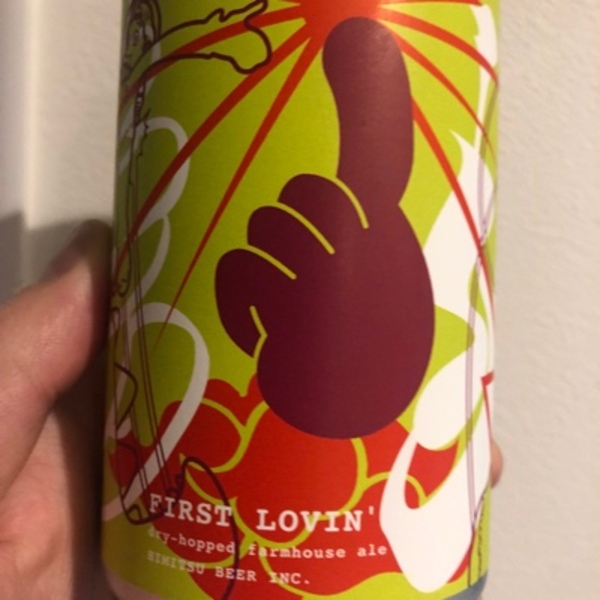 FIRST LOVIN'
dry-hopped farmhouse ale
HIMITSU BEER INC.